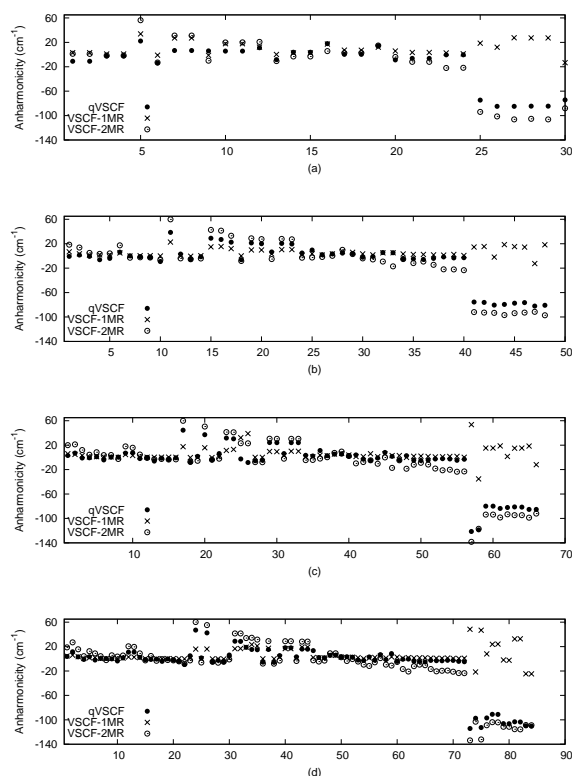 60
20
-20
-60
-100
-140
5 10 15 20 25 30
Anharmonicity (cm-1)
(a)
qVSCF
VSCF-1MR
VSCF-2MR
60
20
-20
-60
-100
-140
5 10 15 20 25 30 35 40 45 50
Anharmonicity (cm-1)
(b)
qVSCF
VSCF-1MR
VSCF-2MR
60
20
-20
-60
-100
-140
10 20 30 40 50 60 70
Anharmonicity (cm-1)
(c)
qVSCF
VSCF-1MR
VSCF-2MR
60
20
-20
-60
-100
-140
10 20 30 40 50 60 70 80 90
Anharmonicity (cm-1)
(d)
qVSCF
VSCF-1MR
VSCF-2MR